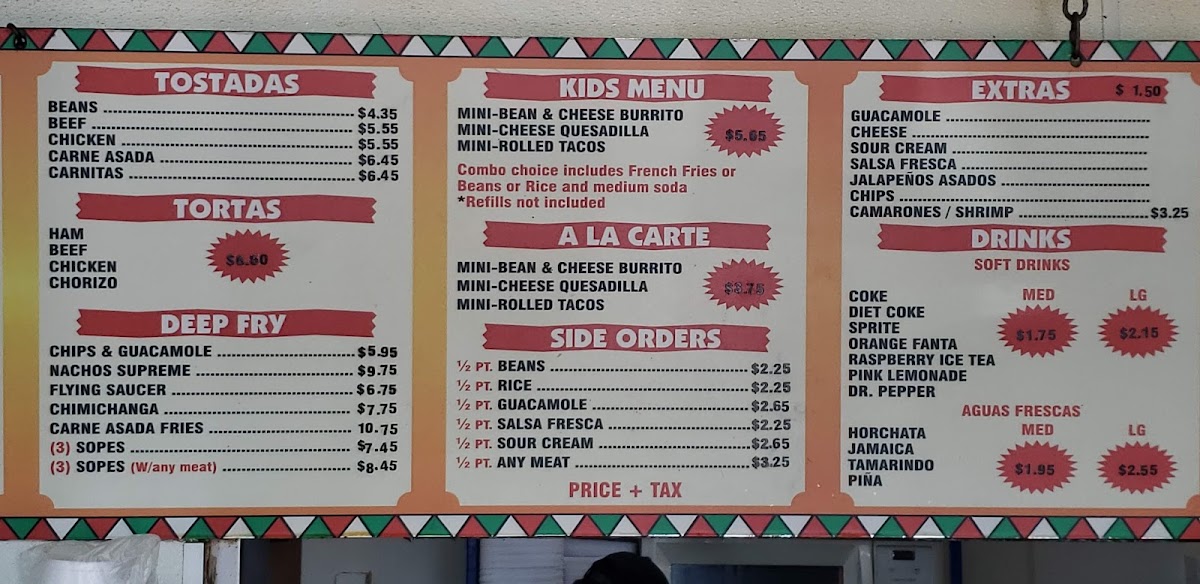 TOSTADAS
BEANS ........ $4.35
BEEF ........ $5.55
CHICKEN ........ $5.55
CARNE ASADA ........ $6.45
CARNITAS ........ $6.45
TORTAS
HAM
BEEF
CHICKEN
CHORIZO
$6.60
DEEP FRY
CHIPS & GUACAMOLE ........ $5.95
NACHOS SUPREME ........ $9.75
FLYING SAUCER ........ $6.75
CHIMICHANGA ........ $7.75
CARNE ASADA FRIES ........ 10.75
(3) SOPES ........ $7.45
(3) SOPES (W/any meat) ........ $8.45
KIDS MENU
MINI-BEAN & CHEESE BURRITO
MINI-CHEESE QUESADILLA
MINI-ROLLED TACOS
$5.65
Combo choice includes French Fries or
Beans or Rice and medium soda
*Refills not included
A LA CARTE
MINI-BEAN & CHEESE BURRITO
MINI-CHEESE QUESADILLA
MINI-ROLLED TACOS
SIDE ORDERS
½ PT. BEANS ........ $2.25
½ PT. RICE ........ $2.25
½ PT. GUACAMOLE ........ $2.65
½ PT. SALSA FRESCA ........ $2.25
½ PT. SOUR CREAM ........ $2.65
½ PT. ANY MEAT ........ $3.25
PRICE + TAX
EXTRAS $ 1.50
GUACAMOLE ........
CHEESE ........
SOUR CREAM ........
SALSA FRESCA ........
JALAPEÑOS ASADOS ........
CHIPS ........
CAMARONES / SHRIMP ........ $3.25
DRINKS
SOFT DRINKS
MED LG
COKE
DIET COKE
SPRITE
ORANGE FANTA
RASPBERRY ICE TEA
PINK LEMONADE
DR. PEPPER
$1.75 $2.15
AGUAS FRESCAS
MED LG
HORCHATA
JAMAICA
TAMARINDO
PIÑA
$1.95 $2.55